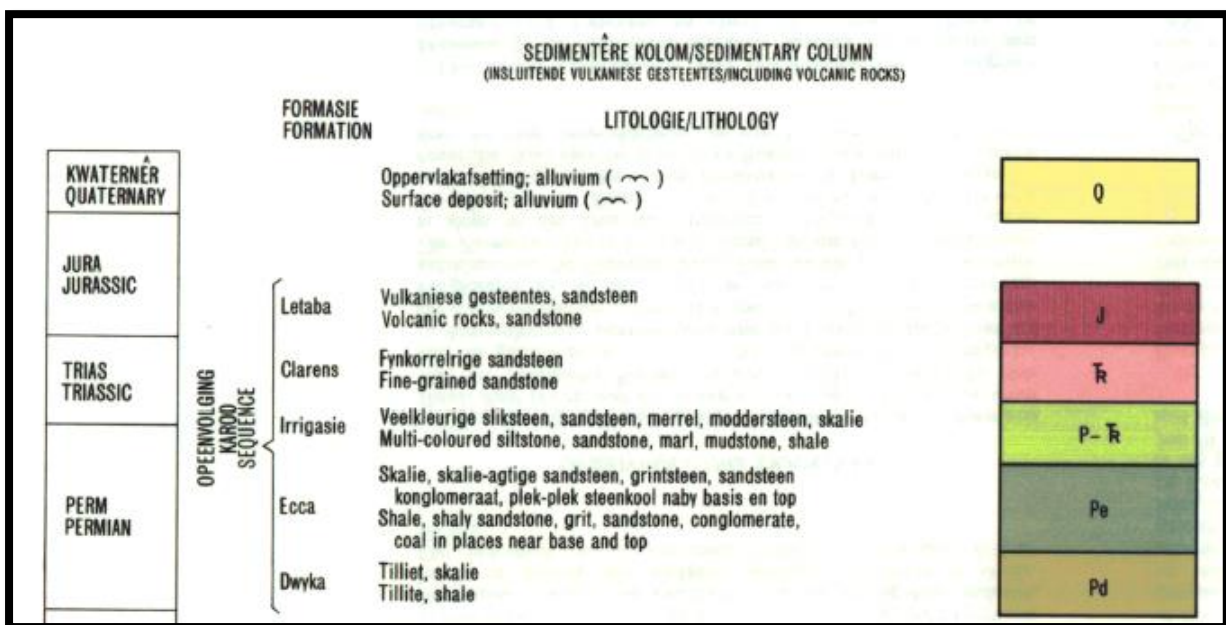 SEDIMENTÊRE KOLOM/SEDIMENTARY COLUMN
(INSLUITENDE VULKANIESE GESTEENTES/INCLUDING VOLCANIC ROCKS)
FORMASIE
FORMATION
LITOLOGIE/LITHOLOGY
KWATERNÊR
QUATERNARY
Oppervlakafsetting; alluvium ( )
Surface deposit; alluvium ( )
Q
JURA
JURASSIC
OPEENVOLGING
KAROO
SEQUENCE
Letaba
Vulkaniese gesteentes, sandsteen
Volcanic rocks, sandstone
J
TRIAS
TRIASSIC
Clarens
Fynkorrelrige sandsteen
Fine-grained sandstone
TR
Irrigasie
Veelkleurige sliksteen, sandsteen, merrel, moddersteen, skalie
Multi-coloured siltstone, sandstone, marl, mudstone, shale
P-TR
PERM
PERMIAN
Ecca
Skalie, skalie-agtige sandsteen, grintsteen, sandsteen
konglomeraat, plek-plek steenkool naby basis en top
Shale, shaly sandstone, grit, sandstone, conglomerate,
coal in places near base and top
Pe
Dwyka
Tilliet, skalie
Tillite, shale
Pd